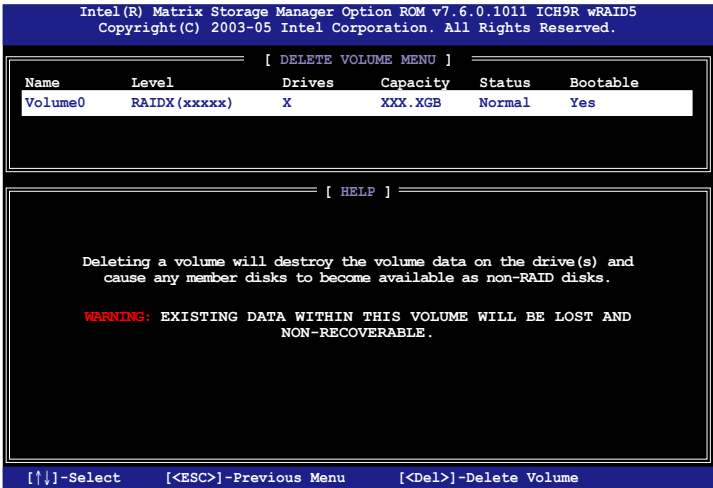 Intel(R) Matrix Storage Manager Option ROM v7.6.0.1011 ICH9R wRAID5
Copyright(C) 2003-05 Intel Corporation. All Rights Reserved.
[ DELETE VOLUME MENU ]
Name Level Drives Capacity Status Bootable
Volume0 RAIDX(xxxxx) X XXX.XGB Normal Yes
[ HELP ]
Deleting a volume will destroy the volume data on the drive(s) and
cause any member disks to become available as non-RAID disks.
WARNING: EXISTING DATA WITHIN THIS VOLUME WILL BE LOST AND
NON-RECOVERABLE.
[↑↓]-Select [<ESC>]-Previous Menu [<Del>]-Delete Volume